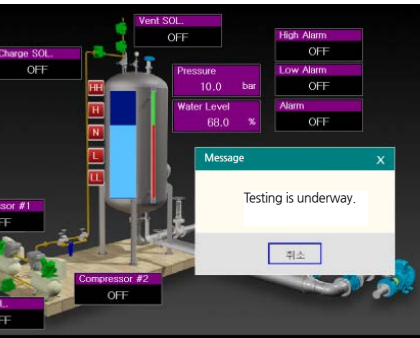 Vent SOL.
OFF
High Alarm
OFF
Charge SOL.
OFF
Pressure
10.0 bar
Low Alarm
OFF
HH
H
N
L
LL
Water Level
68.0 %
Alarm
OFF
Message X
Testing is underway.
취소
#1
Compressor #2
OFF